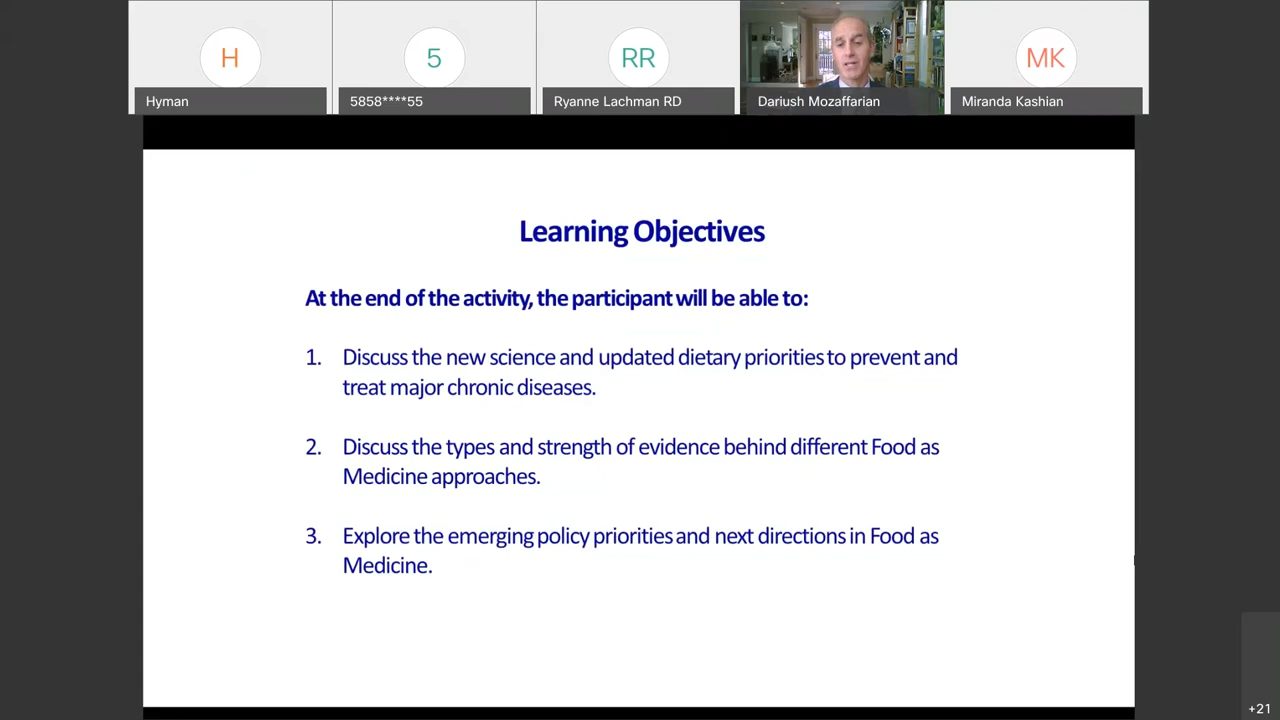 H
5
RR
MK
Hyman
5858****55
Ryanne Lachman RD
Dariush Mozaffarian
Miranda Kashian
Learning Objectives
At the end of the activity, the participant will be able to:
1. Discuss the new science and updated dietary priorities to prevent and
treat major chronic diseases.
2. Discuss the types and strength of evidence behind different Food as
Medicine approaches.
3. Explore the emerging policy priorities and next directions in Food as
Medicine.
+21